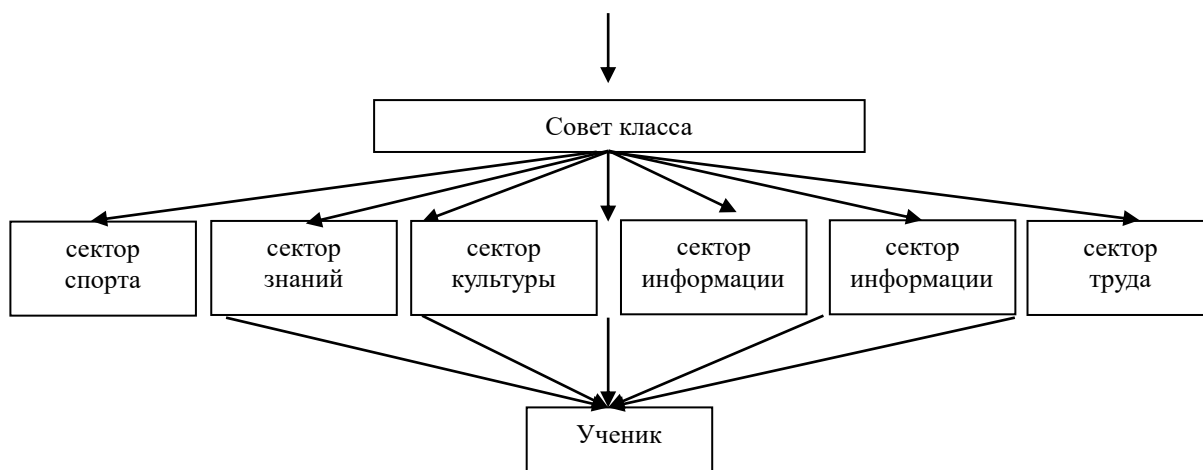 Совет класса
сектор
спорта
сектор
знаний
сектор
культуры
сектор
информации
сектор
информации
сектор
труда
Ученик